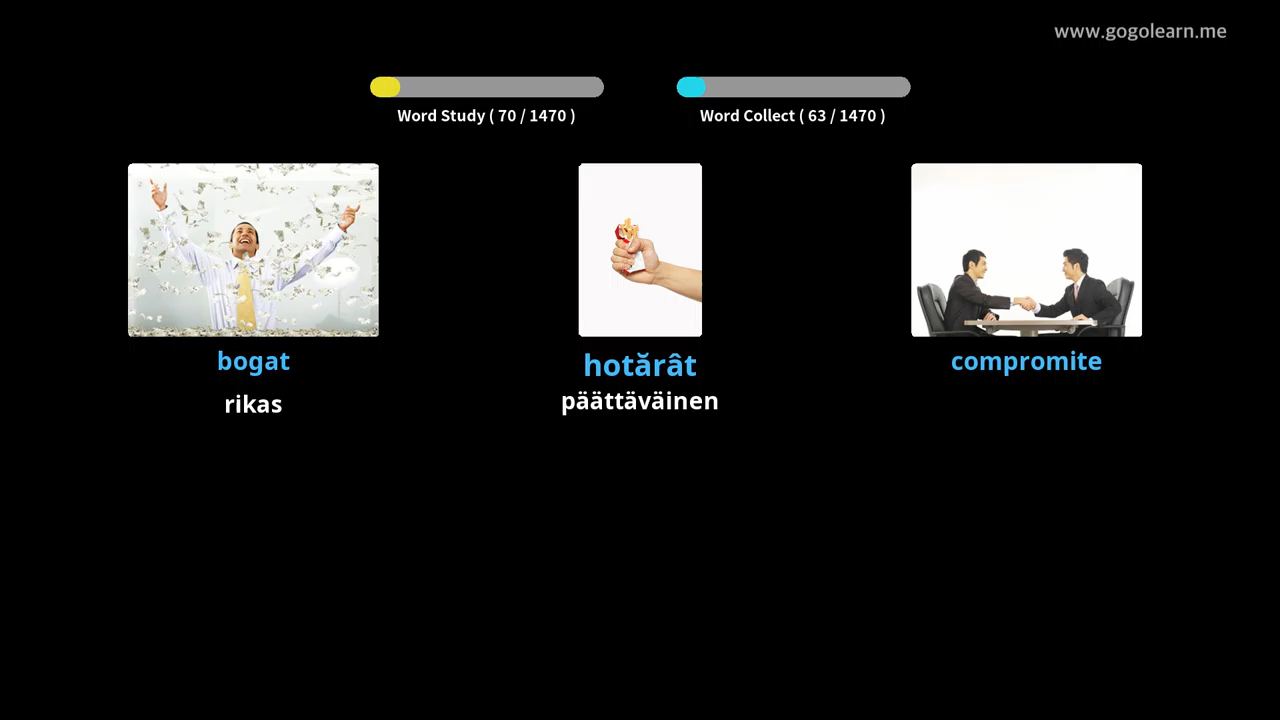 www.gogolearn.me
Word Study ( 70 / 1470 )
Word Collect ( 63 / 1470 )
bogat
hotărât
compromite
rikas
päättäväinen